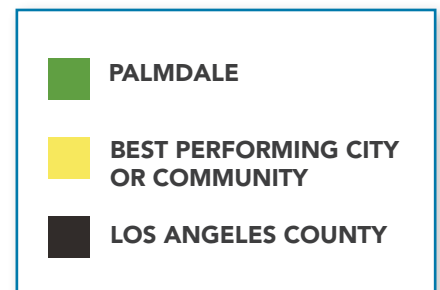 PALMDALE
BEST PERFORMING CITY
OR COMMUNITY
LOS ANGELES COUNTY